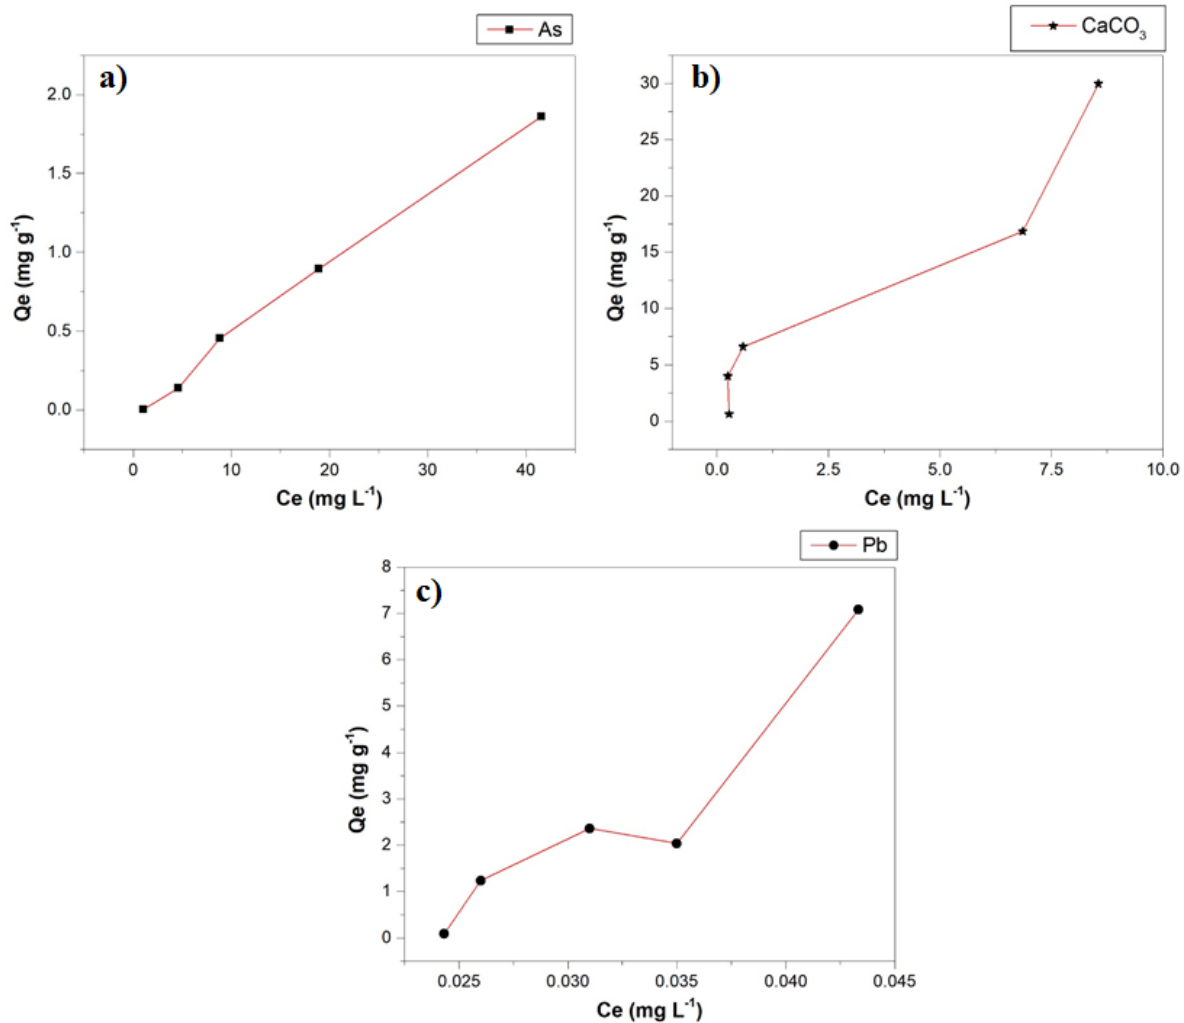 As
a)
2.0
1.5
1.0
0.5
0.0
Qe (mg g⁻¹)
0 10 20 30 40
Ce (mg L⁻¹)
CaCO₃
b)
30
25
20
15
10
5
0
Qe (mg g⁻¹)
0.0 2.5 5.0 7.5 10.0
Ce (mg L⁻¹)
Pb
c)
8
7
6
5
4
3
2
1
0
Qe (mg g⁻¹)
0.025 0.030 0.035 0.040 0.045
Ce (mg L⁻¹)